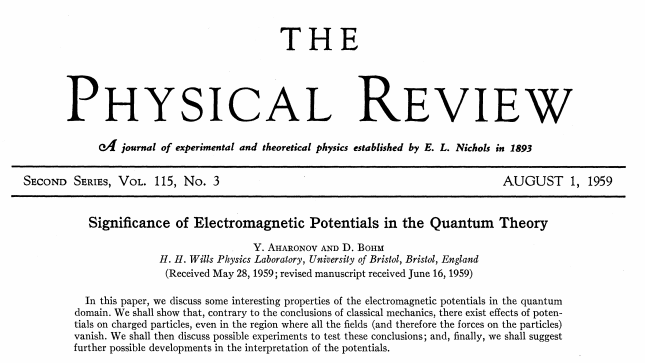 THE
PHYSICAL REVIEW
A journal of experimental and theoretical physics established by E. L. Nichols in 1893
SECOND SERIES, VOL. 115, NO. 3 AUGUST 1, 1959
Significance of Electromagnetic Potentials in the Quantum Theory
Y. AHARONOV AND D. BOHM
H. H. Wills Physics Laboratory, University of Bristol, Bristol, England
(Received May 28, 1959; revised manuscript received June 16, 1959)
In this paper, we discuss some interesting properties of the electromagnetic potentials in the quantum
domain. We shall show that, contrary to the conclusions of classical mechanics, there exist effects of poten-
tials on charged particles, even in the region where all the fields (and therefore the forces on the particles)
vanish. We shall then discuss possible experiments to test these conclusions; and, finally, we shall suggest
further possible developments in the interpretation of the potentials.